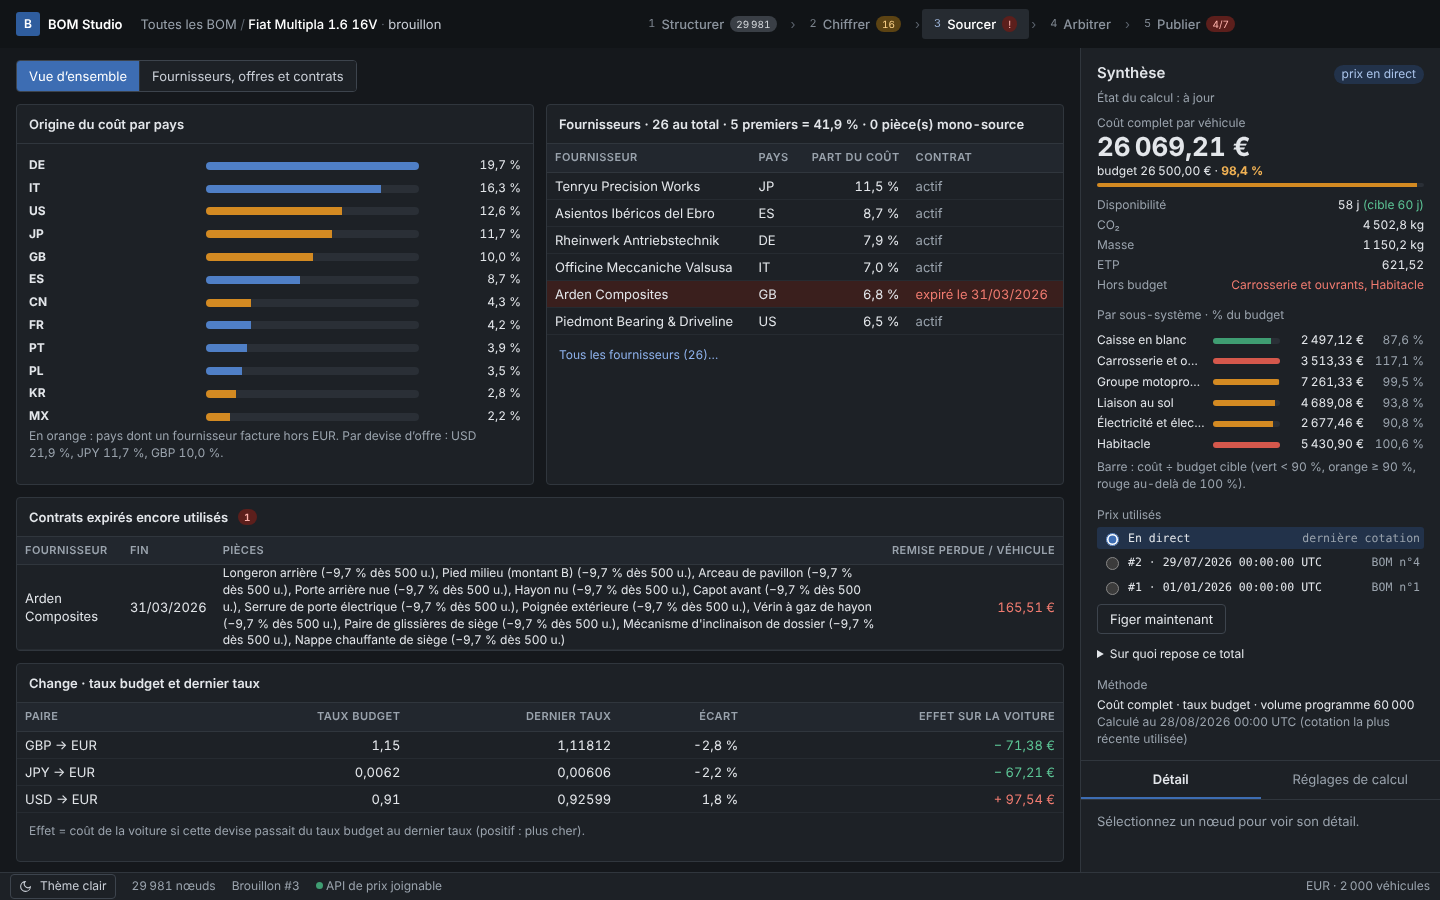 B BOM Studio Toutes les BOM / Fiat Multipla 1.6 16V · brouillon
1 Structurer 29 981 › 2 Chiffrer 16 › 3 Sourcer ! › 4 Arbitrer › 5 Publier 4/7
Vue d'ensemble Fournisseurs, offres et contrats
Origine du coût par pays
DE 19,7 %
IT 16,3 %
US 12,6 %
JP 11,7 %
GB 10,0 %
ES 8,7 %
CN 4,3 %
FR 4,2 %
PT 3,9 %
PL 3,5 %
KR 2,8 %
MX 2,2 %
En orange : pays dont un fournisseur facture hors EUR. Par devise d'offre : USD
21,9 %, JPY 11,7 %, GBP 10,0 %.
Fournisseurs · 26 au total · 5 premiers = 41,9 % · 0 pièce(s) mono-source
FOURNISSEUR PAYS PART DU COÛT CONTRAT
Tenryu Precision Works JP 11,5 % actif
Asientos Ibéricos del Ebro ES 8,7 % actif
Rheinwerk Antriebstechnik DE 7,9 % actif
Officine Meccaniche Valsusa IT 7,0 % actif
Arden Composites GB 6,8 % expiré le 31/03/2026
Piedmont Bearing & Driveline US 6,5 % actif
Tous les fournisseurs (26)…
Contrats expirés encore utilisés 1
FOURNISSEUR FIN PIÈCES REMISE PERDUE / VÉHICULE
Arden
Composites
31/03/2026
Longeron arrière (−9,7 % dès 500 u.), Pied milieu (montant B) (−9,7 % dès 500 u.), Arceau de pavillon (−9,7 %
dès 500 u.), Porte arrière nue (−9,7 % dès 500 u.), Hayon nu (−9,7 % dès 500 u.), Capot avant (−9,7 % dès 500
u.), Serrure de porte électrique (−9,7 % dès 500 u.), Poignée extérieure (−9,7 % dès 500 u.), Vérin à gaz de hayon
(−9,7 % dès 500 u.), Paire de glissières de siège (−9,7 % dès 500 u.), Mécanisme d'inclinaison de dossier (−9,7 %
dès 500 u.), Nappe chauffante de siège (−9,7 % dès 500 u.)
165,51 €
Change · taux budget et dernier taux
PAIRE TAUX BUDGET DERNIER TAUX ÉCART EFFET SUR LA VOITURE
GBP → EUR 1,15 1,11812 -2,8 % − 71,38 €
JPY → EUR 0,0062 0,00606 -2,2 % − 67,21 €
USD → EUR 0,91 0,92599 1,8 % + 97,54 €
Effet = coût de la voiture si cette devise passait du taux budget au dernier taux (positif : plus cher).
Synthèse prix en direct
État du calcul : à jour
Coût complet par véhicule
26 069,21 €
budget 26 500,00 € · 98,4 %
Disponibilité 58 j (cible 60 j)
CO₂ 4 502,8 kg
Masse 1 150,2 kg
ETP 621,52
Hors budget Carrosserie et ouvrants, Habitacle
Par sous-système · % du budget
Caisse en blanc 2 497,12 € 87,6 %
Carrosserie et o… 3 513,33 € 117,1 %
Groupe motopro… 7 261,33 € 99,5 %
Liaison au sol 4 689,08 € 93,8 %
Électricité et élec… 2 677,46 € 90,8 %
Habitacle 5 430,90 € 100,6 %
Barre : coût ÷ budget cible (vert < 90 %, orange ≥ 90 %,
rouge au-delà de 100 %).
Prix utilisés
En direct dernière cotation
#2 · 29/07/2026 00:00:00 UTC BOM n°4
#1 · 01/01/2026 00:00:00 UTC BOM n°1
Figer maintenant
Sur quoi repose ce total
Méthode
Coût complet · taux budget · volume programme 60 000
Calculé au 28/08/2026 00:00 UTC (cotation la plus
récente utilisée)
Détail Réglages de calcul
Sélectionnez un nœud pour voir son détail.
Thème clair 29 981 nœuds Brouillon #3 API de prix joignable EUR · 2 000 véhicules